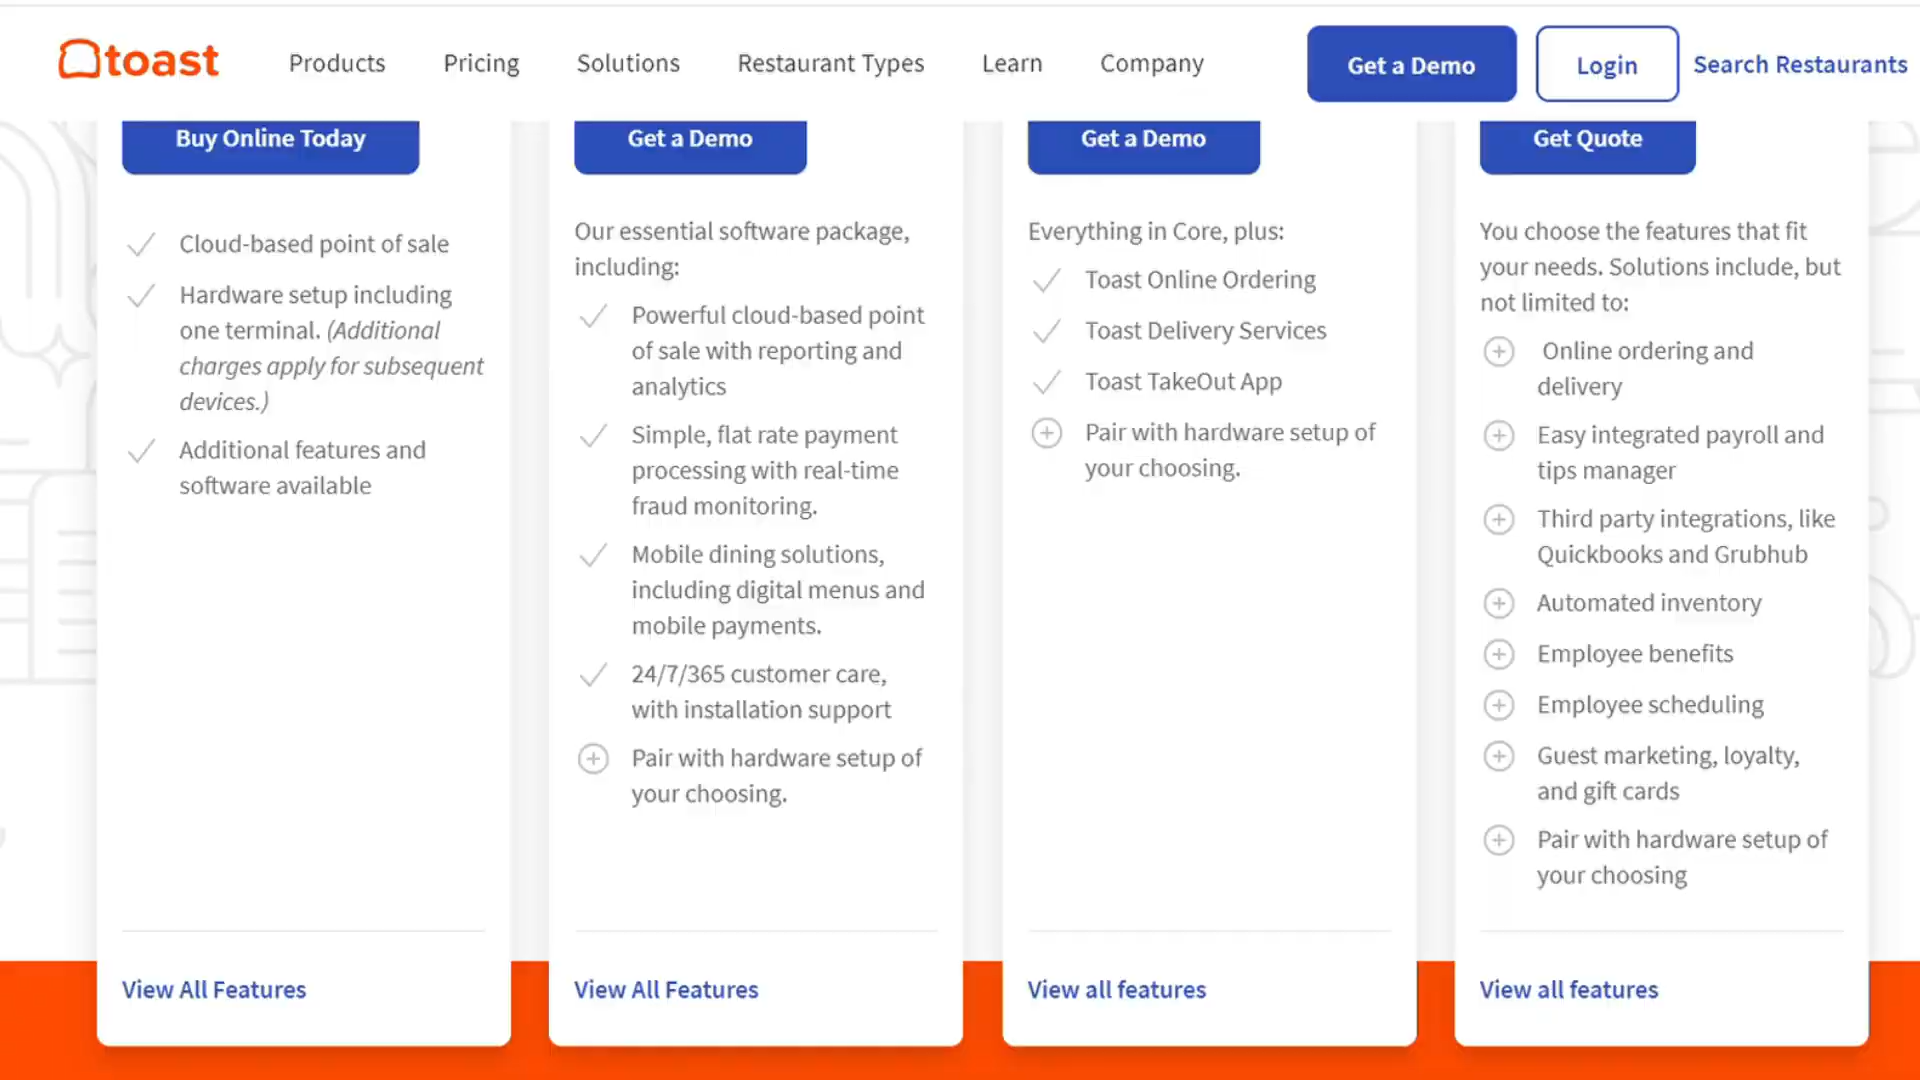 toast
Products
Pricing
Solutions
Restaurant Types
Learn
Company
Get a Demo
Login
Search Restaurants
Buy Online Today
Cloud-based point of sale
Hardware setup including
one terminal. (Additional
charges apply for subsequent
devices.)
Additional features and
software available
View All Features
Get a Demo
Our essential software package,
including:
Powerful cloud-based point
of sale with reporting and
analytics
Simple, flat rate payment
processing with real-time
fraud monitoring.
Mobile dining solutions,
including digital menus and
mobile payments.
24/7/365 customer care,
with installation support
Pair with hardware setup of
your choosing.
View All Features
Get a Demo
Everything in Core, plus:
Toast Online Ordering
Toast Delivery Services
Toast TakeOut App
Pair with hardware setup of
your choosing.
View all features
Get Quote
You choose the features that fit
your needs. Solutions include, but
not limited to:
Online ordering and
delivery
Easy integrated payroll and
tips manager
Third party integrations, like
Quickbooks and Grubhub
Automated inventory
Employee benefits
Employee scheduling
Guest marketing, loyalty,
and gift cards
Pair with hardware setup of
your choosing
View all features